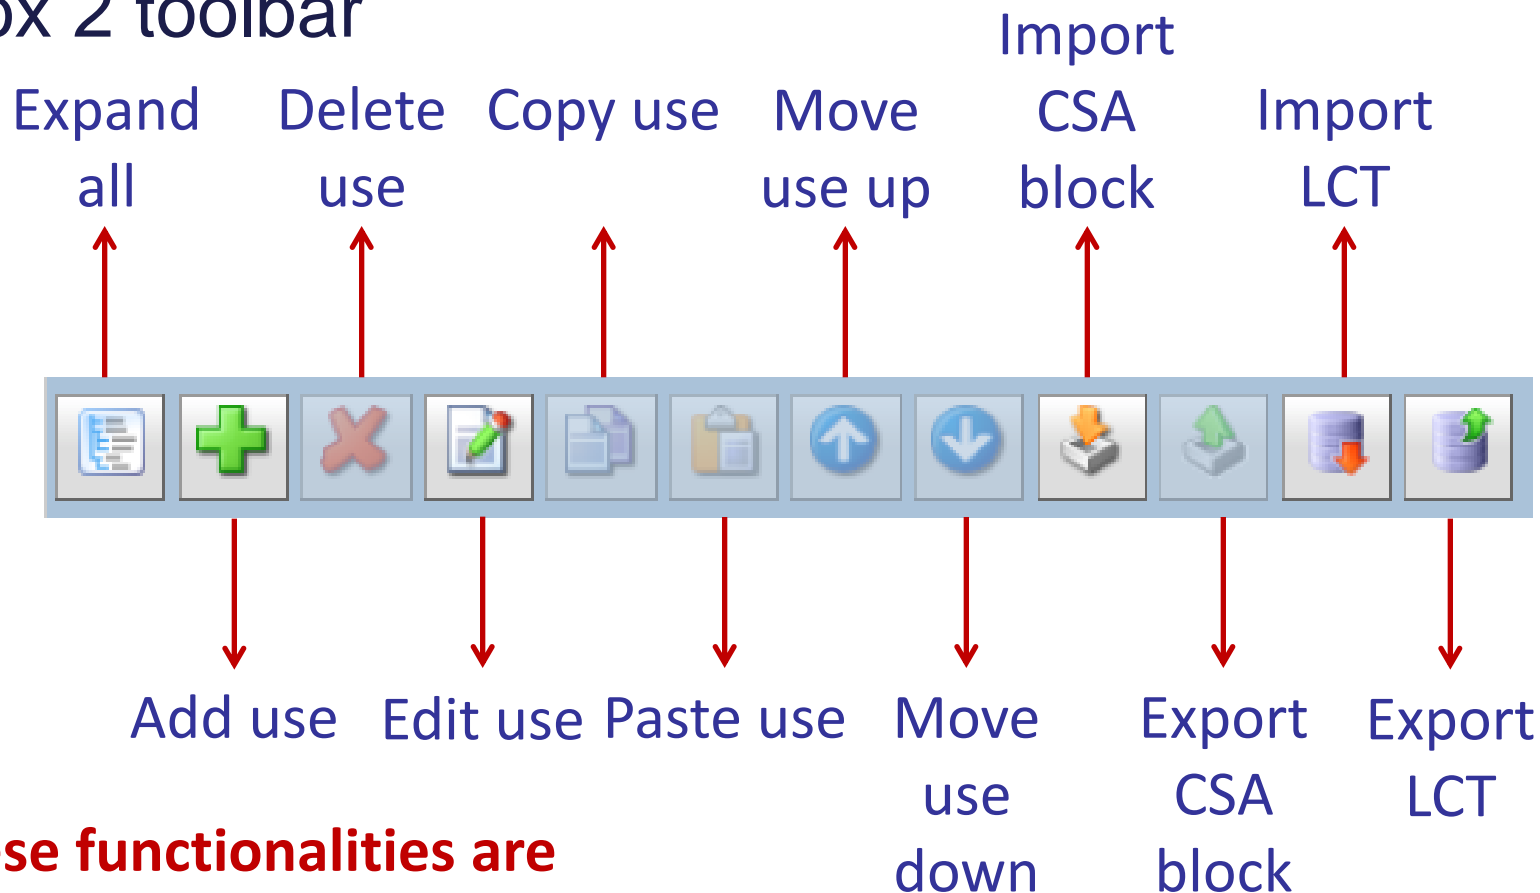 ox 2 toolbar
Import
CSA
block
Expand
all
Delete
use
Copy use
Move
use up
Import
LCT
Add use
Edit use
Paste use
Move
use
down
Export
CSA
block
Export
LCT
se functionalities are